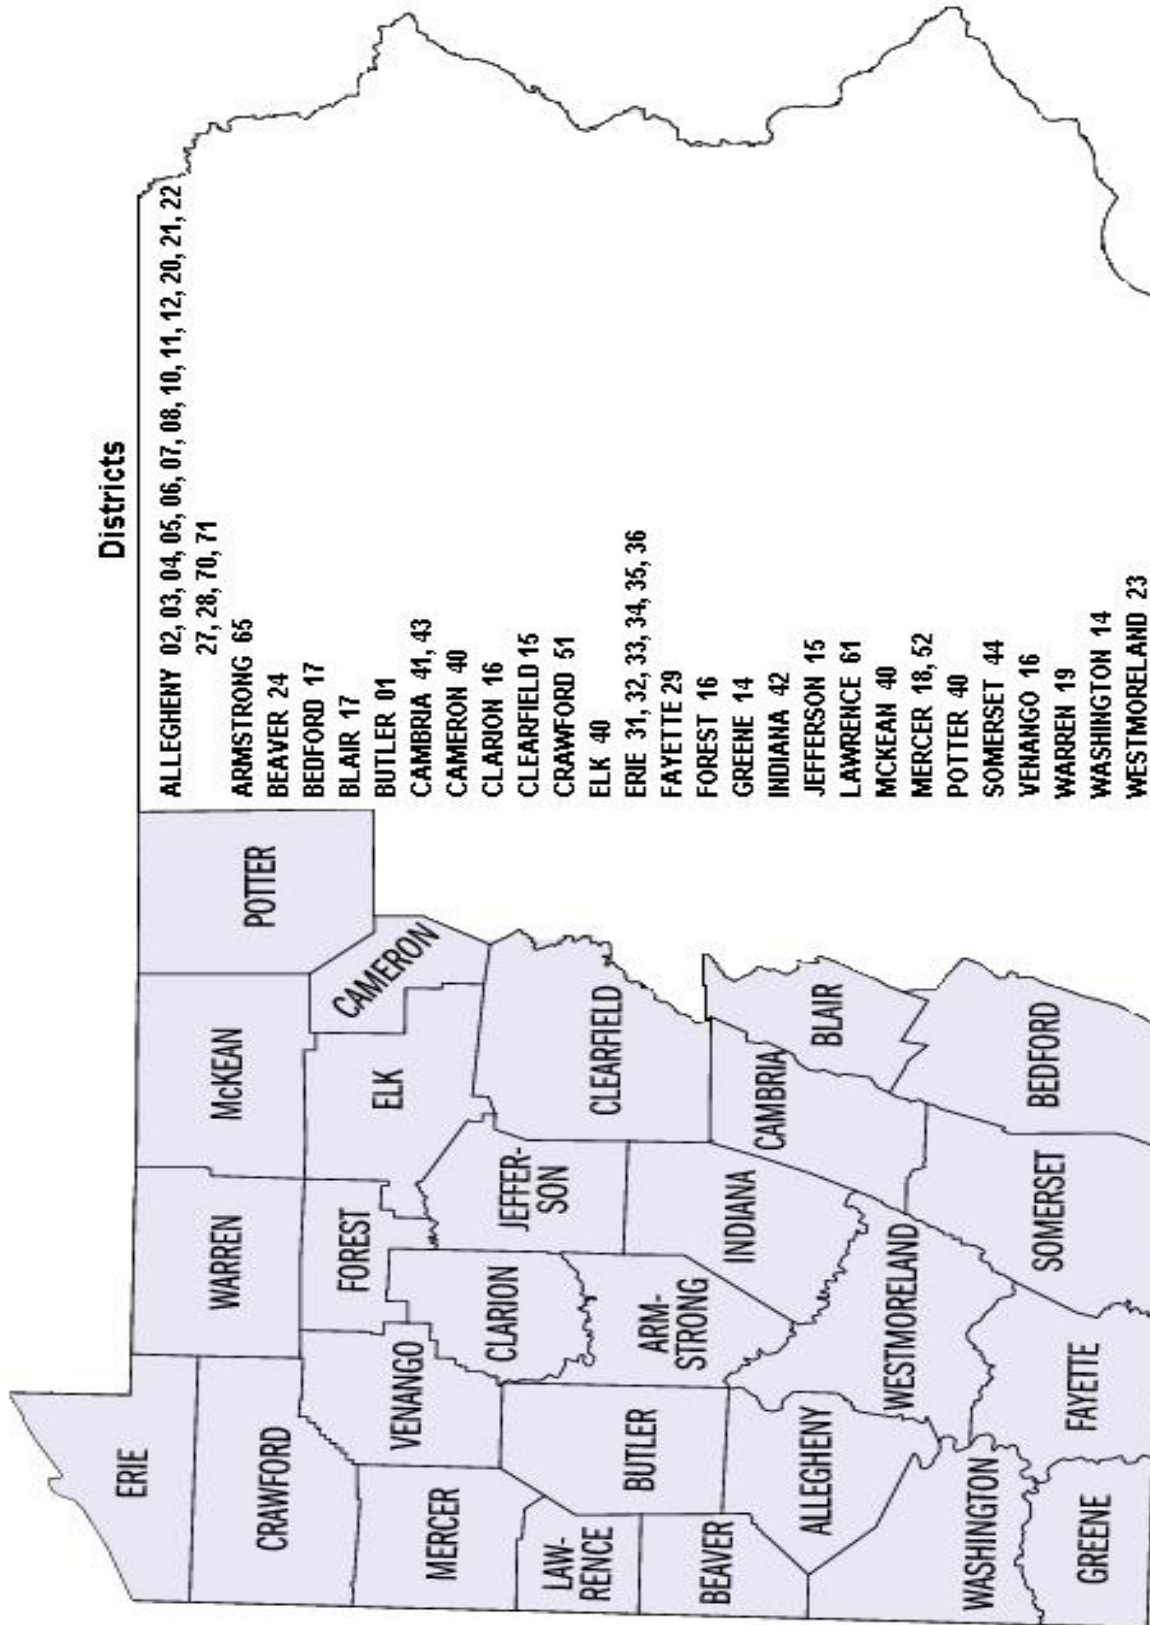 Districts
ALLEGHENY 02, 03, 04, 05, 06, 07, 08, 10, 11, 12, 20, 21, 22
27, 28, 70, 71
ARMSTRONG 65
BEAVER 24
BEDFORD 17
BLAIR 17
BUTLER 01
CAMBRIA 41, 43
CAMERON 40
CLARION 16
CLEARFIELD 15
CRAWFORD 51
ELK 40
ERIE 31, 32, 33, 34, 35, 36
FAYETTE 29
FOREST 16
GREENE 14
INDIANA 42
JEFFERSON 15
LAWRENCE 61
MCKEAN 40
MERCER 18, 52
POTTER 40
SOMERSET 44
VENANGO 16
WARREN 19
WASHINGTON 14
WESTMORELAND 23
ERIE
CRAWFORD
WARREN
McKEAN
POTTER
MERCER
VENANGO
FOREST
ELK
CAMERON
LAW-
RENCE
BUTLER
CLARION
JEFFER-
SON
CLEARFIELD
BEAVER
ARM-
STRONG
INDIANA
CAMBRIA
BLAIR
ALLEGHENY
WESTMORELAND
WASHINGTON
GREENE
FAYETTE
SOMERSET
BEDFORD